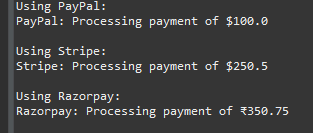 Using PayPal:
PayPal: Processing payment of $100.0
Using Stripe:
Stripe: Processing payment of $250.5
Using Razorpay:
Razorpay: Processing payment of ₹350.75